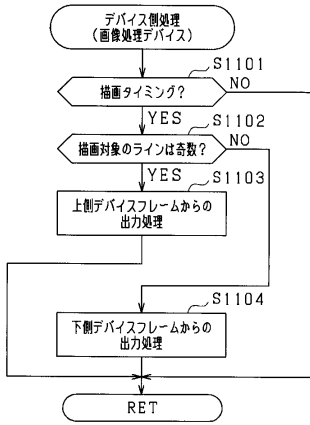 デバイス側処理
(画像処理デバイス)
S1101
描画タイミング?
NO
YES
S1102
描画対象のラインは奇数?
NO
YES
S1103
上側デバイスフレームからの
出力処理
S1104
下側デバイスフレームからの
出力処理
RET